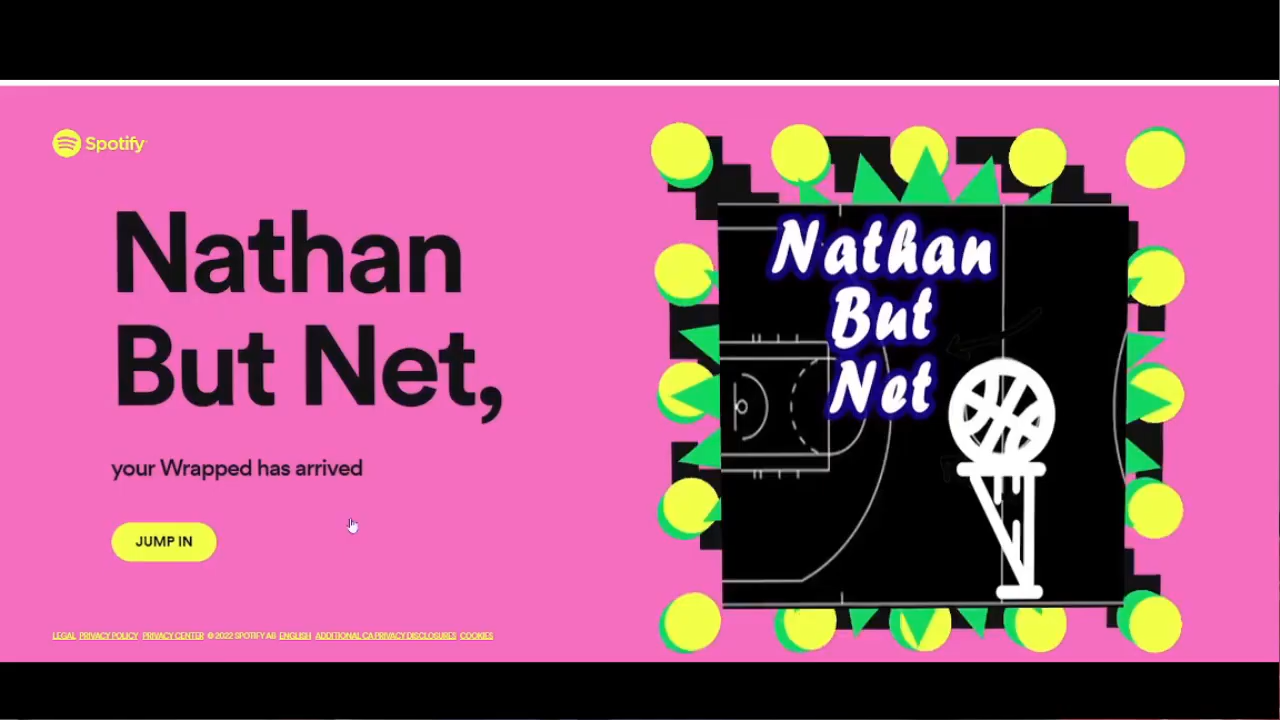 Spotify
Nathan
But Net,
your Wrapped has arrived
JUMP IN
LEGAL PRIVACY POLICY PRIVACY CENTER © 2022 SPOTIFY AB ENGLISH ADDITIONAL CA PRIVACY DISCLOSURES COOKIES
Nathan
But
Net